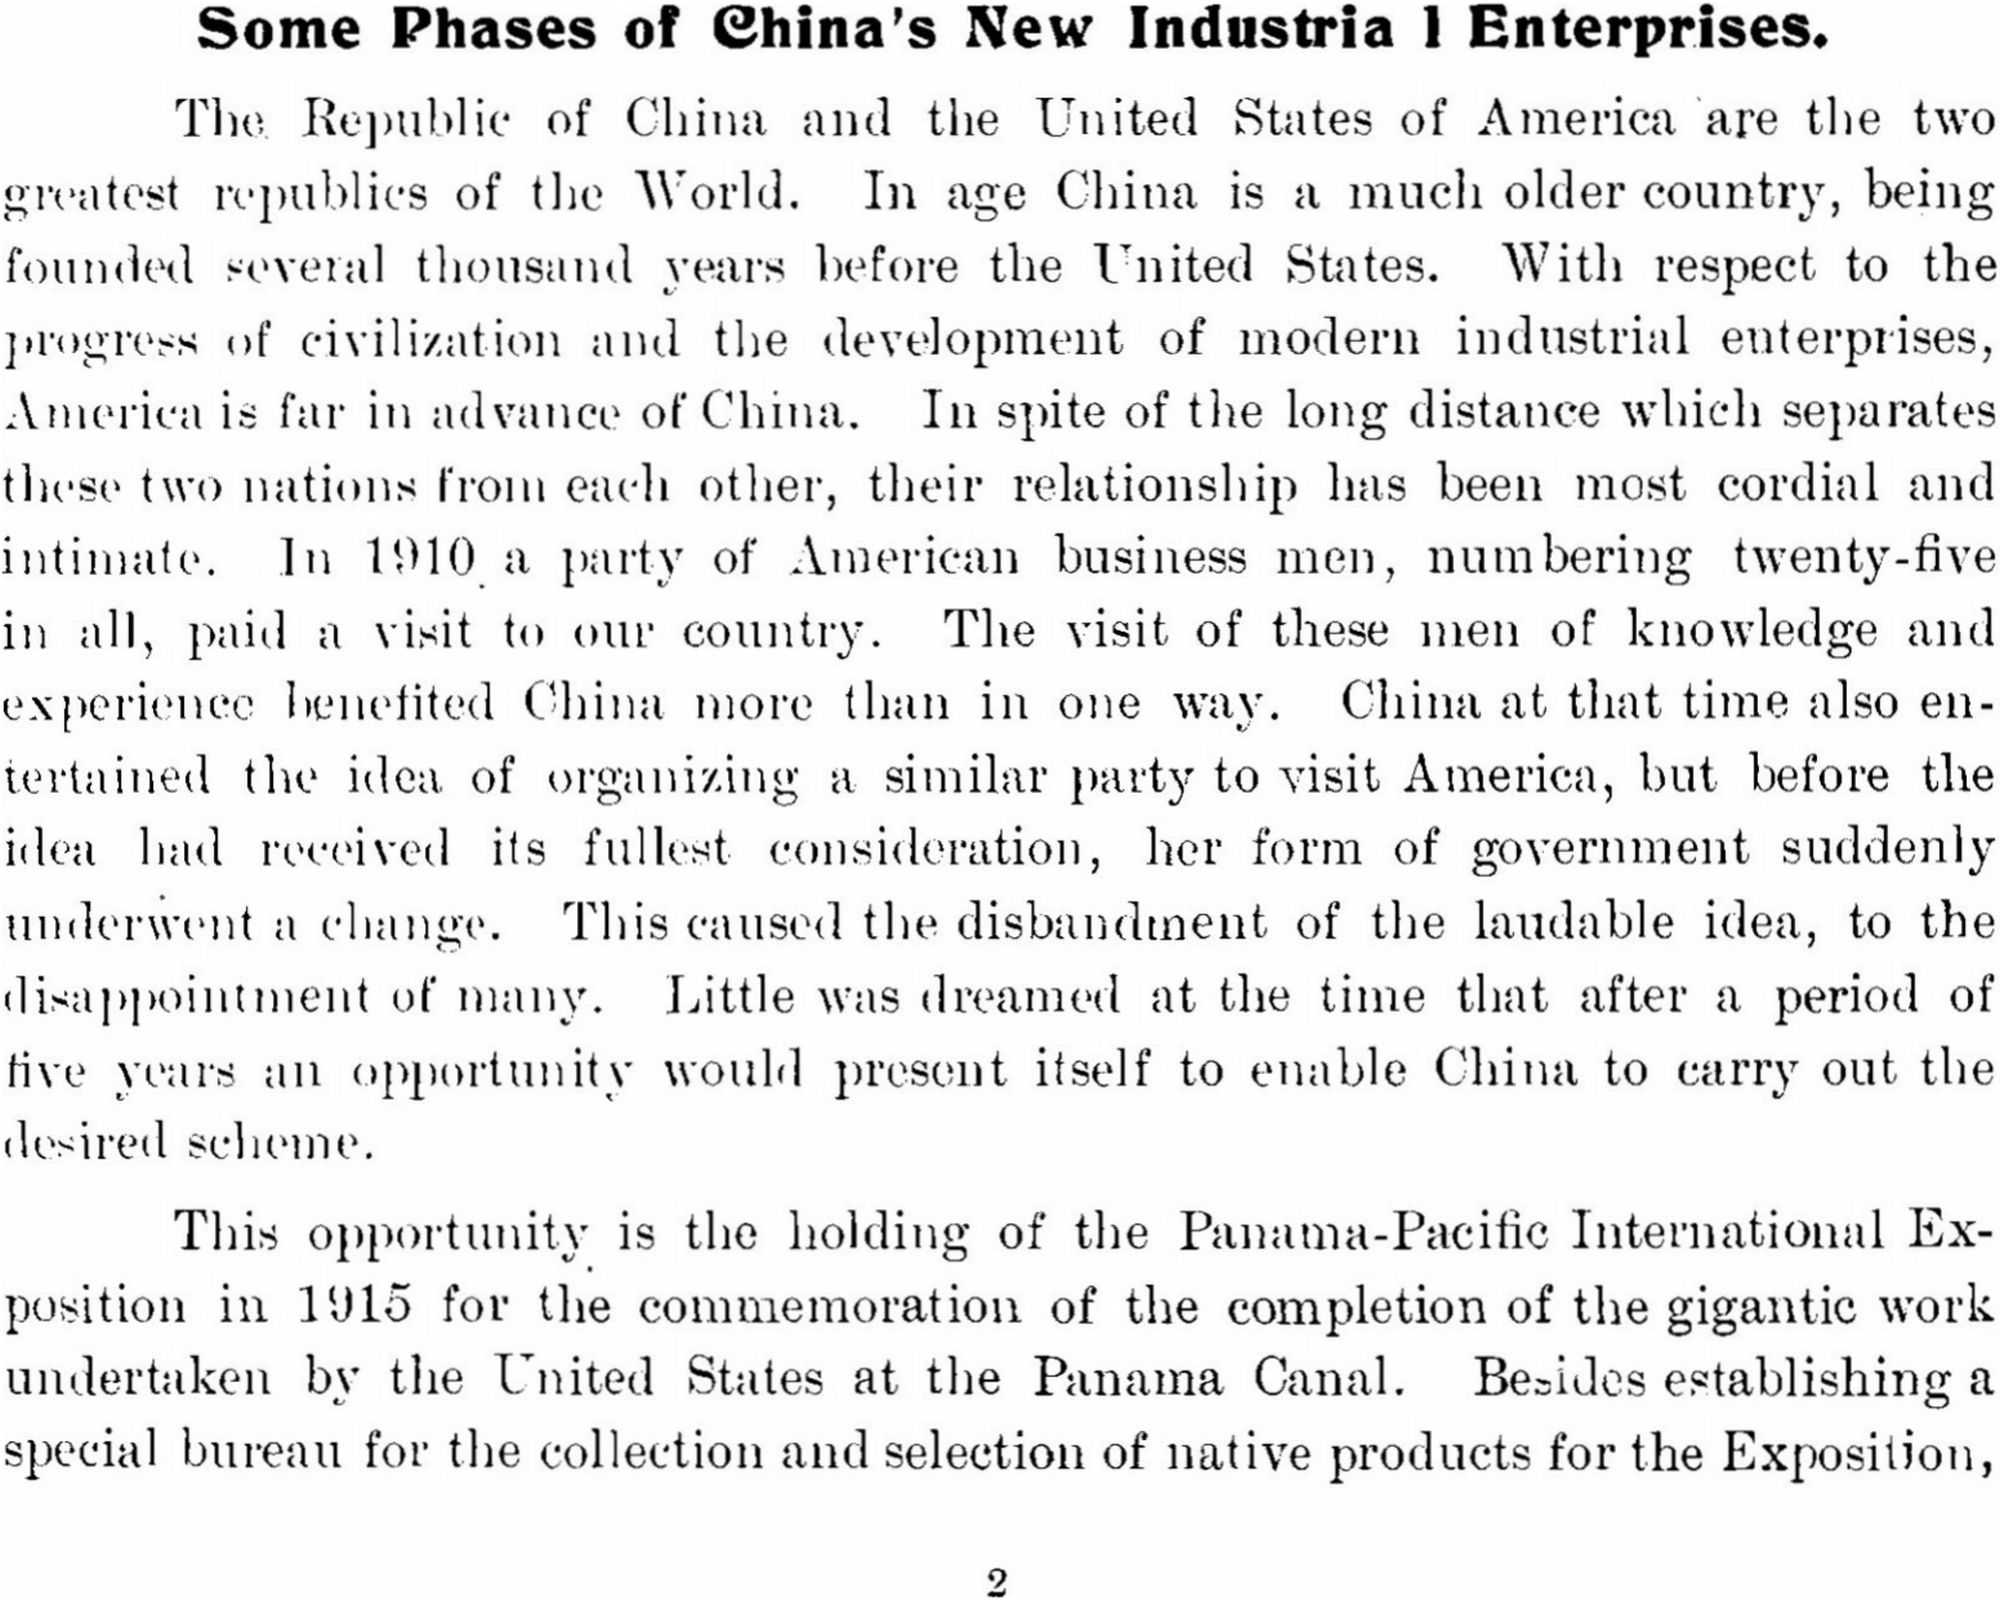 Some Phases of China's New Industria l Enterprises.
The Republic of China and the United States of America are the two
greatest republics of the World. In age China is a much older country, being
founded several thousand years before the United States. With respect to the
progress of civilization and the development of modern industrial enterprises,
America is far in advance of China. In spite of the long distance which separates
these two nations from each other, their relationship has been most cordial and
intimate. In 1910 a party of American business men, numbering twenty-five
in all, paid a visit to our country. The visit of these men of knowledge and
experience benefited China more than in one way. China at that time also en-
tertained the idea of organizing a similar party to visit America, but before the
idea had received its fullest consideration, her form of government suddenly
underwent a change. This caused the disbandment of the laudable idea, to the
disappointment of many. Little was dreamed at the time that after a period of
five years an opportunity would present itself to enable China to carry out the
desired scheme.
This opportunity is the holding of the Panama-Pacific International Ex-
position in 1915 for the commemoration of the completion of the gigantic work
undertaken by the United States at the Panama Canal. Besides establishing a
special bureau for the collection and selection of native products for the Exposition,
2